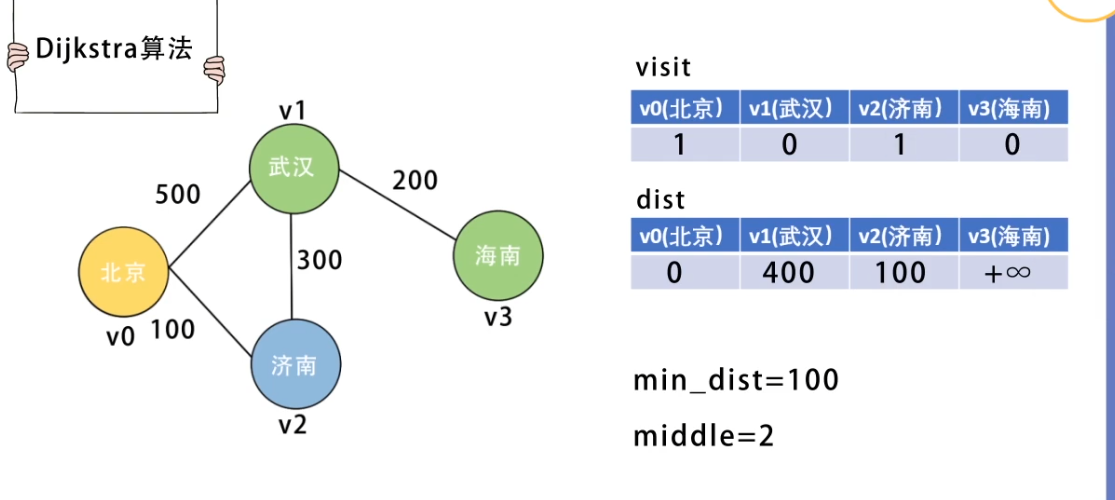 Dijkstra算法
v1
武汉
500
200
300
北京
海南
v0
100
v3
济南
v2
visit
v0(北京) v1(武汉) v2(济南) v3(海南)
1 0 1 0
dist
v0(北京) v1(武汉) v2(济南) v3(海南)
0 400 100 +∞
min_dist=100
middle=2